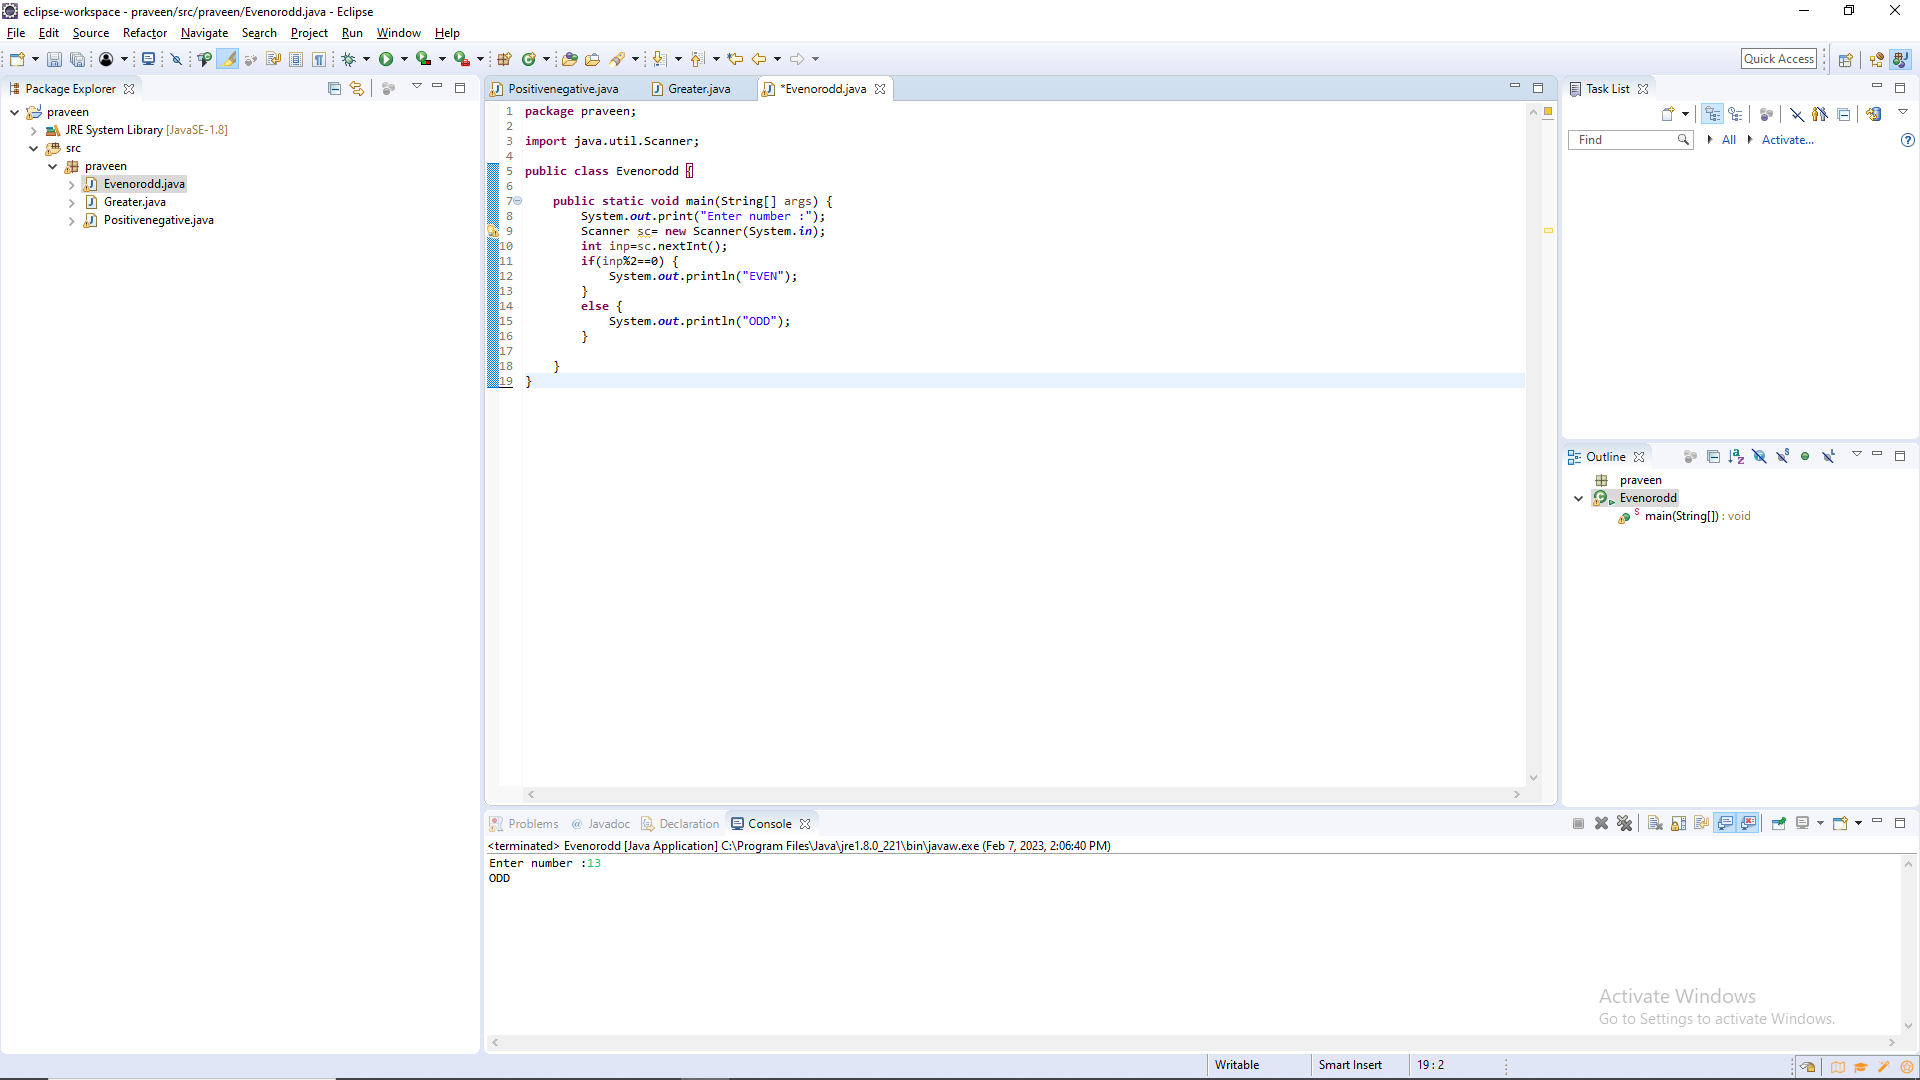 eclipse-workspace - praveen/src/praveen/Evenorodd.java - Eclipse
File Edit Source Refactor Navigate Search Project Run Window Help
Quick Access
Package Explorer
praveen
JRE System Library [JavaSE-1.8]
src
praveen
Evenorodd.java
Greater.java
Positivenegative.java
Positivenegative.java Greater.java *Evenorodd.java
1 package praveen;
2
3 import java.util.Scanner;
4
5 public class Evenorodd {
6
7 public static void main(String[] args) {
8 System.out.print("Enter number :");
9 Scanner sc= new Scanner(System.in);
10 int inp=sc.nextInt();
11 if(inp%2==0) {
12 System.out.println("EVEN");
13 }
14 else {
15 System.out.println("ODD");
16 }
17
18 }
19 }
Task List
Find All Activate...
Outline
praveen
Evenorodd
main(String[]) : void
Problems Javadoc Declaration Console
<terminated> Evenorodd [Java Application] C:\Program Files\Java\jre1.8.0_221\bin\javaw.exe (Feb 7, 2023, 2:06:40 PM)
Enter number :13
ODD
Activate Windows
Go to Settings to activate Windows.
Writable Smart Insert 19 : 2